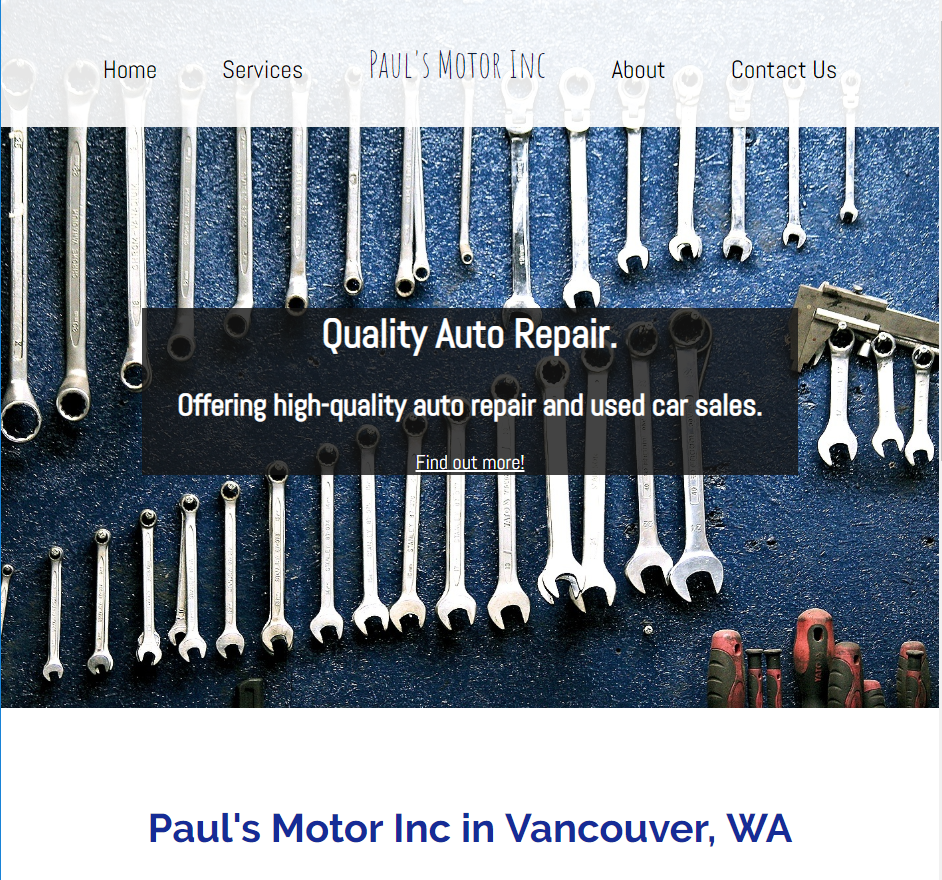 Home Services Paul's Motor Inc About Contact Us
Quality Auto Repair.
Offering high-quality auto repair and used car sales.
Find out more!
Paul's Motor Inc in Vancouver, WA